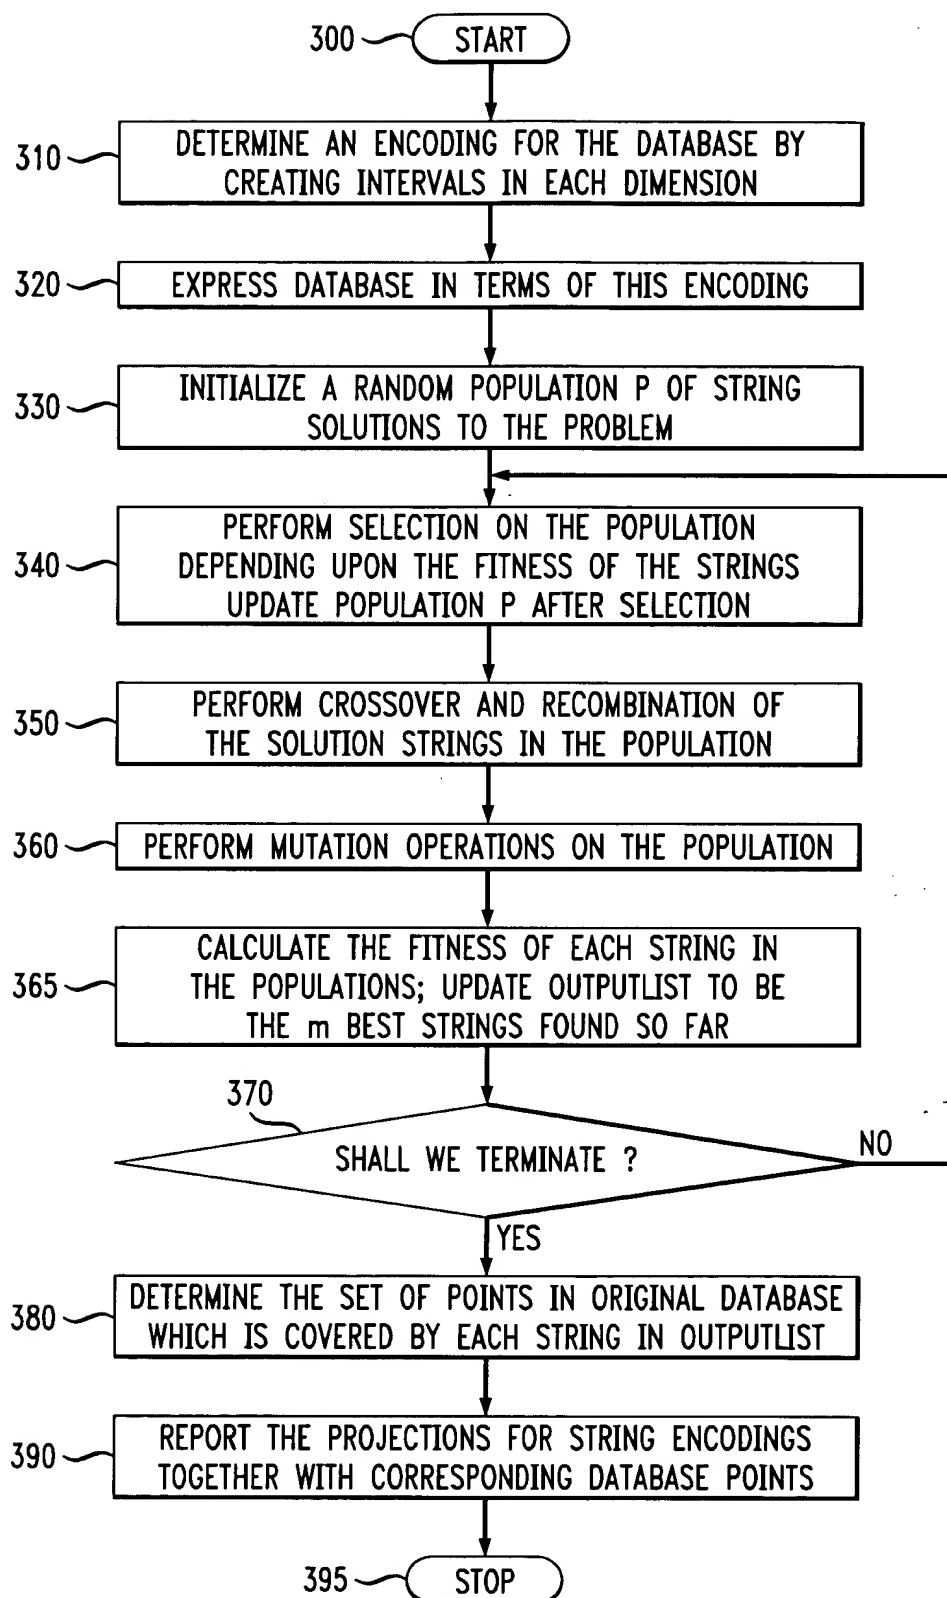 300
START
310
DETERMINE AN ENCODING FOR THE DATABASE BY
CREATING INTERVALS IN EACH DIMENSION
320
EXPRESS DATABASE IN TERMS OF THIS ENCODING
330
INITIALIZE A RANDOM POPULATION P OF STRING
SOLUTIONS TO THE PROBLEM
340
PERFORM SELECTION ON THE POPULATION
DEPENDING UPON THE FITNESS OF THE STRINGS
UPDATE POPULATION P AFTER SELECTION
350
PERFORM CROSSOVER AND RECOMBINATION OF
THE SOLUTION STRINGS IN THE POPULATION
360
PERFORM MUTATION OPERATIONS ON THE POPULATION
365
CALCULATE THE FITNESS OF EACH STRING IN
THE POPULATIONS; UPDATE OUTPUTLIST TO BE
THE m BEST STRINGS FOUND SO FAR
370
SHALL WE TERMINATE ?
NO
YES
380
DETERMINE THE SET OF POINTS IN ORIGINAL DATABASE
WHICH IS COVERED BY EACH STRING IN OUTPUTLIST
390
REPORT THE PROJECTIONS FOR STRING ENCODINGS
TOGETHER WITH CORRESPONDING DATABASE POINTS
395
STOP